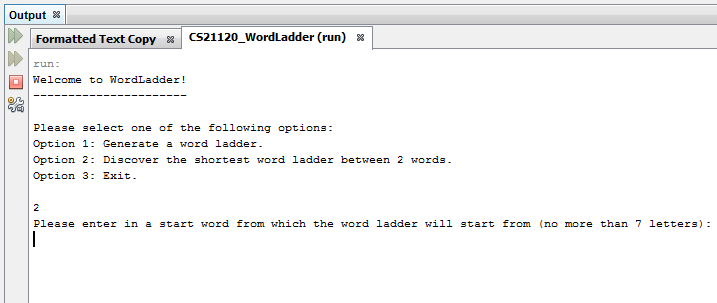 Output
Formatted Text Copy
CS21120_WordLadder (run)
run:
Welcome to WordLadder!
----------------------
Please select one of the following options:
Option 1: Generate a word ladder.
Option 2: Discover the shortest word ladder between 2 words.
Option 3: Exit.
2
Please enter in a start word from which the word ladder will start from (no more than 7 letters):